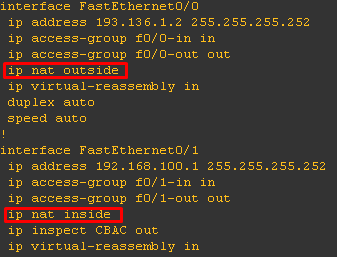 interface FastEthernet0/0
ip address 193.136.1.2 255.255.255.252
ip access-group f0/0-in in
ip access-group f0/0-out out
ip nat outside
ip virtual-reassembly in
duplex auto
speed auto
!
interface FastEthernet0/1
ip address 192.168.100.1 255.255.255.252
ip access-group f0/1-in in
ip access-group f0/1-out out
ip nat inside
ip inspect CBAC out
ip virtual-reassembly in